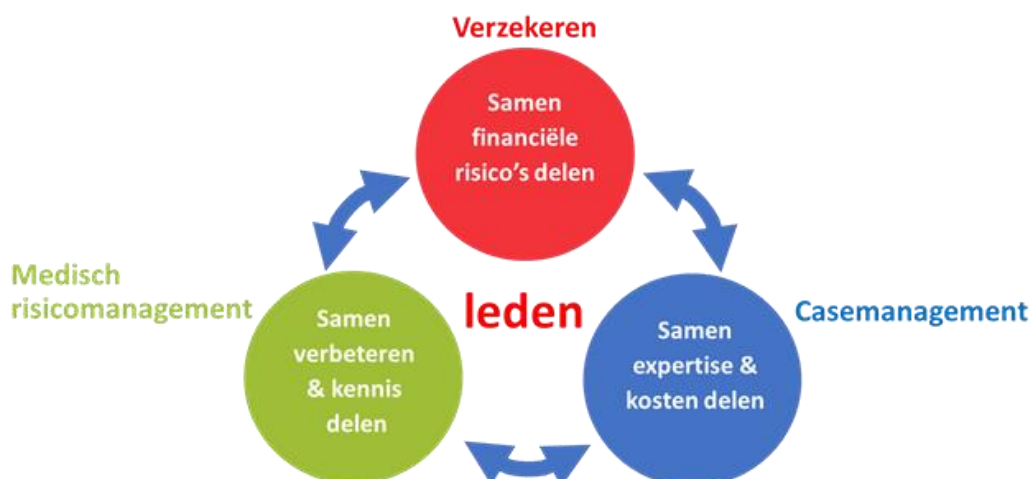 Verzekeren
Samen
financiële
risico's delen
Medisch
risicomanagement
leden
Casemanagement
Samen
verbeteren
& kennis
delen
Samen
expertise &
kosten delen